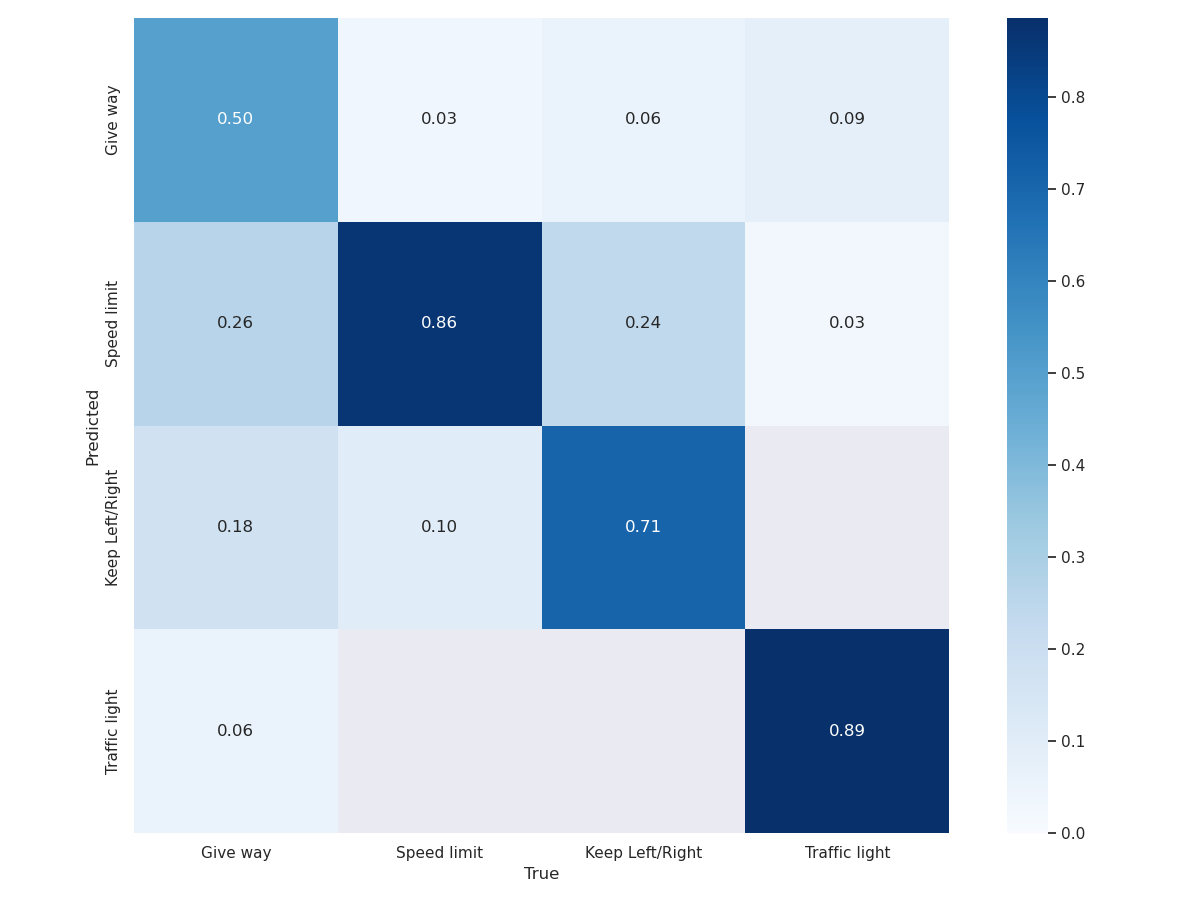 Give way 0.50 0.03 0.06 0.09
Speed limit 0.26 0.86 0.24 0.03
Predicted
Keep Left/Right 0.18 0.10 0.71
Traffic light 0.06 0.89
Give way Speed limit Keep Left/Right Traffic light
True
0.8
0.7
0.6
0.5
0.4
0.3
0.2
0.1
0.0